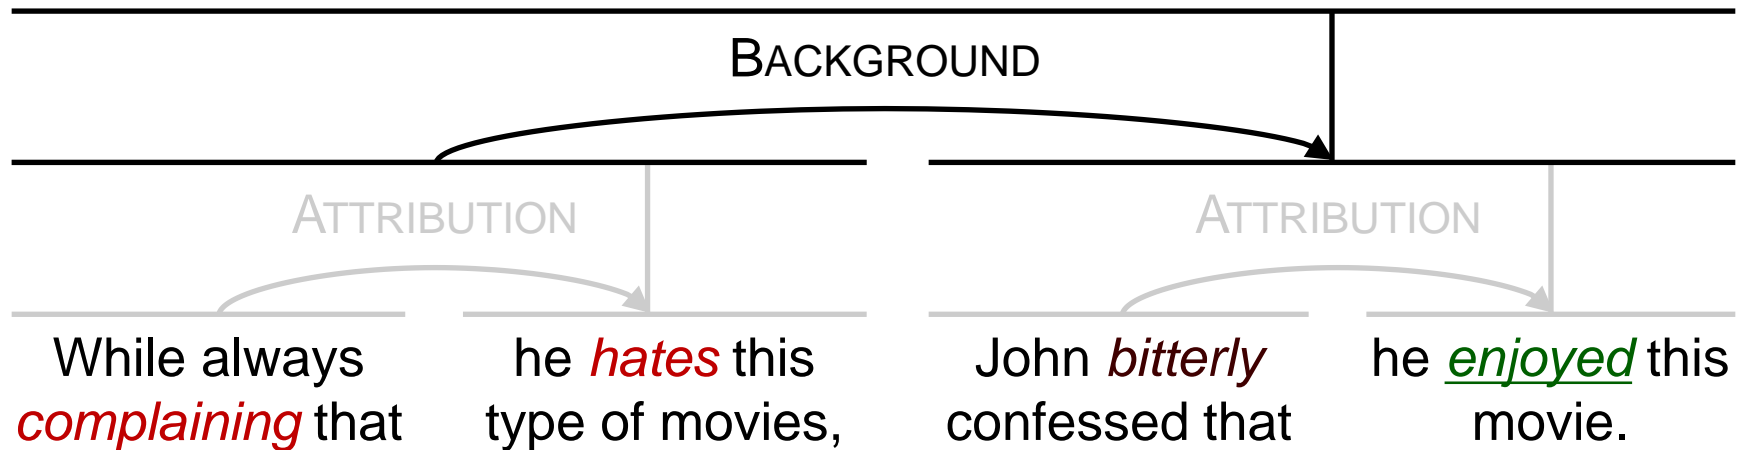 BACKGROUND
ATTRIBUTION ATTRIBUTION
While always he hates this John bitterly he enjoyed this
complaining that type of movies, confessed that movie.